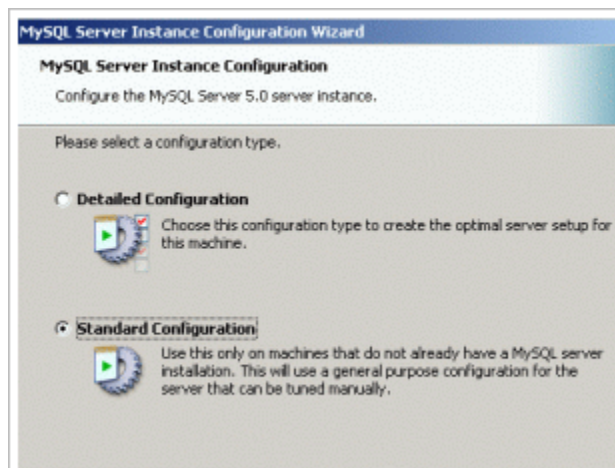 MySQL Server Instance Configuration Wizard
MySQL Server Instance Configuration
Configure the MySQL Server 5.0 server instance.
Please select a configuration type.
Detailed Configuration
Choose this configuration type to create the optimal server setup for
this machine.
Standard Configuration
Use this only on machines that do not already have a MySQL server
installation. This will use a general purpose configuration for the
server that can be tuned manually.